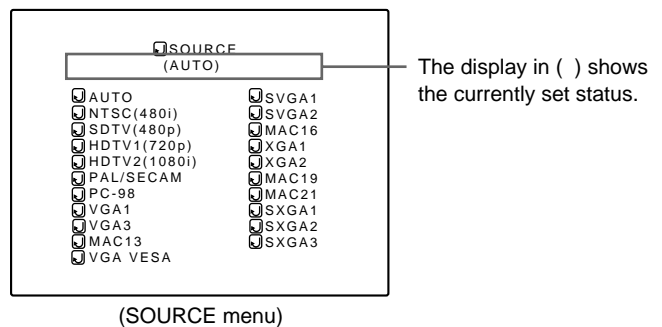 SOURCE
(AUTO)
The display in ( ) shows
the currently set status.
AUTO
NTSC(480i)
SDTV(480p)
HDTV1(720p)
HDTV2(1080i)
PAL/SECAM
PC-98
VGA1
VGA3
MAC13
VGA VESA
SVGA1
SVGA2
MAC16
XGA1
XGA2
MAC19
MAC21
SXGA1
SXGA2
SXGA3
(SOURCE menu)